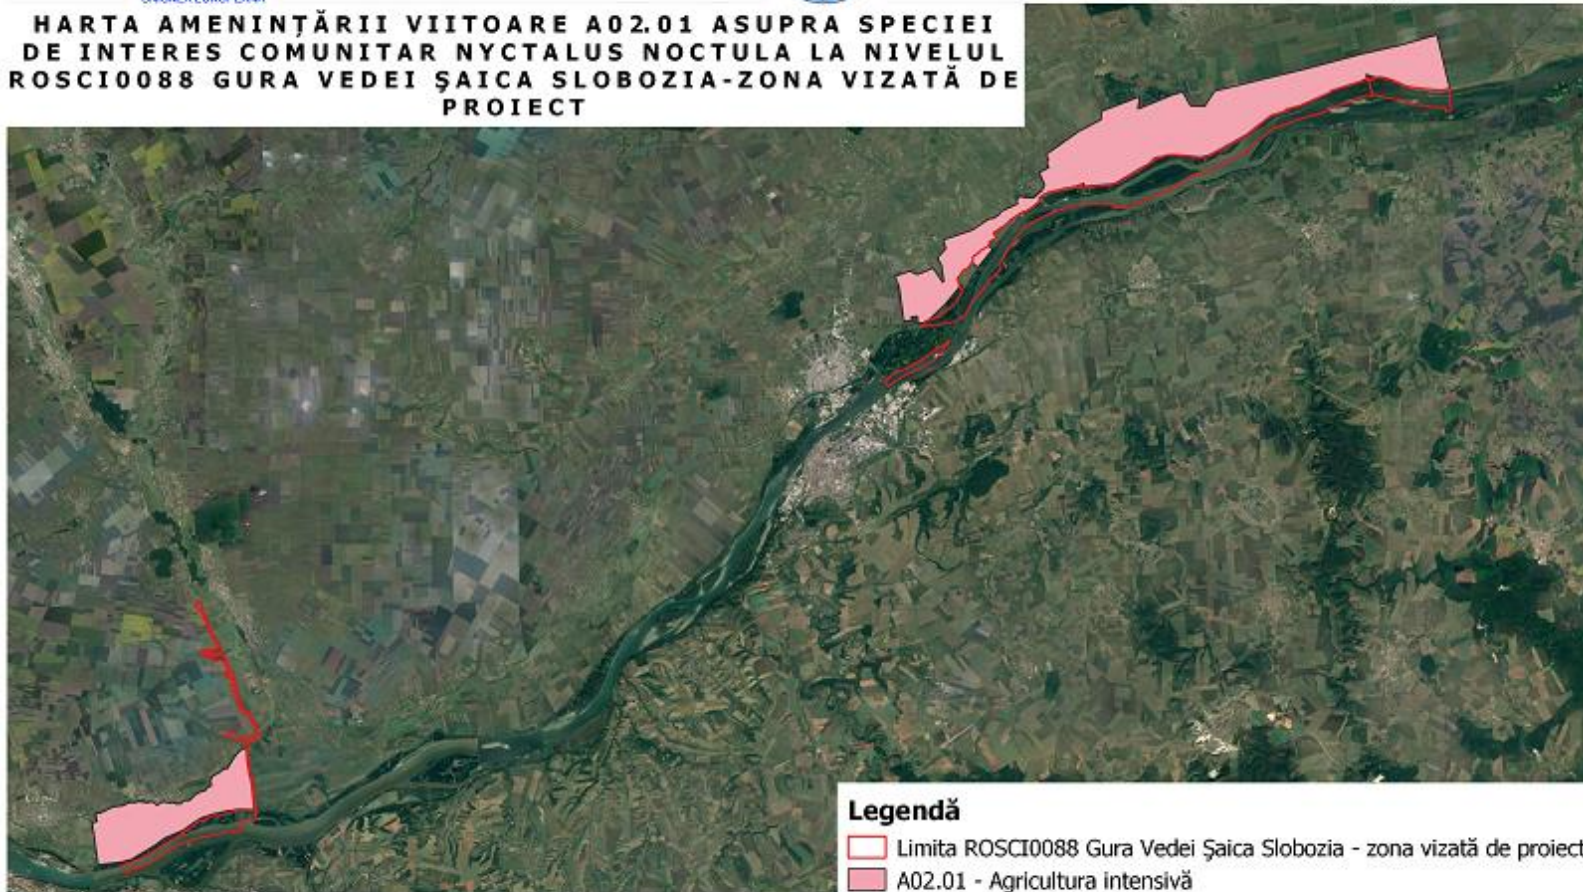 HARTA AMENINȚĂRII VIITOARE A02.01 ASUPRA SPECIEI
DE INTERES COMUNITAR NYCTALUS NOCTULA LA NIVELUL
ROSCI0088 GURA VEDEI ŞAICA SLOBOZIA-ZONA VIZATĂ DE
PROIECT
Legendă
Limita ROSCI0088 Gura Vedei Şaica Slobozia - zona vizată de proiect
A02.01 - Agricultura intensivă